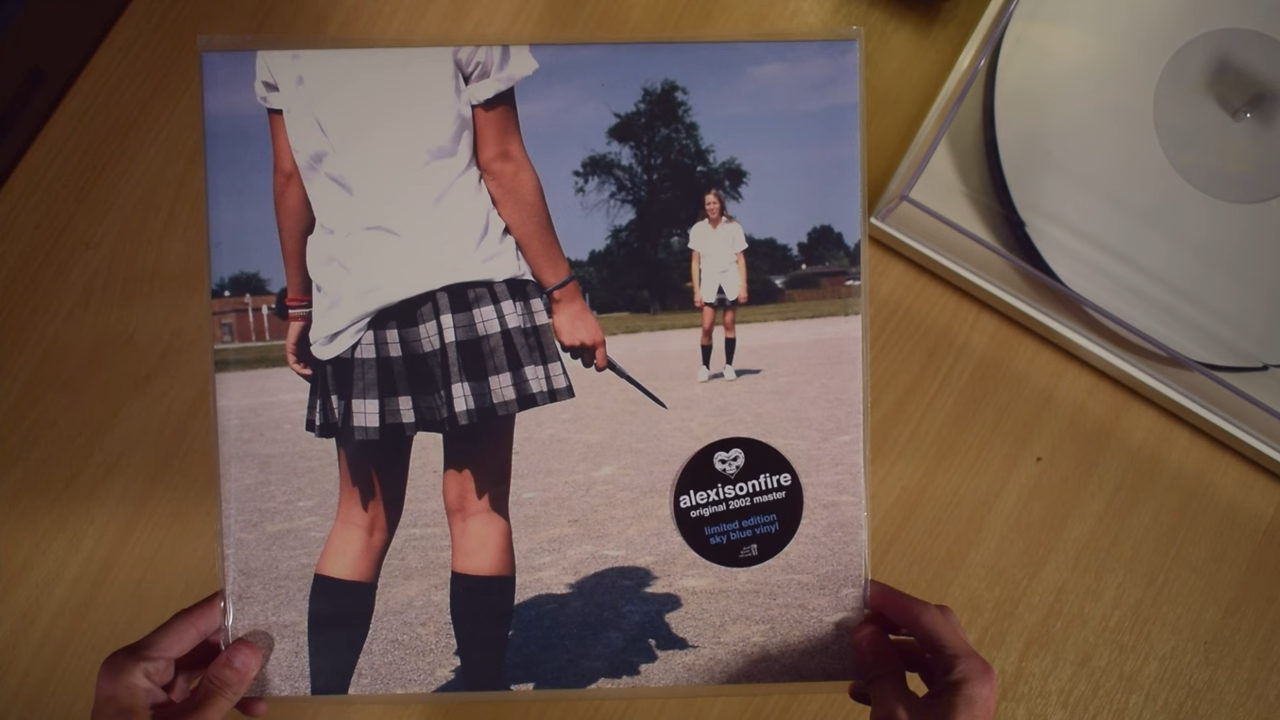 alexisonfire
original 2002 master
limited edition
sky blue vinyl